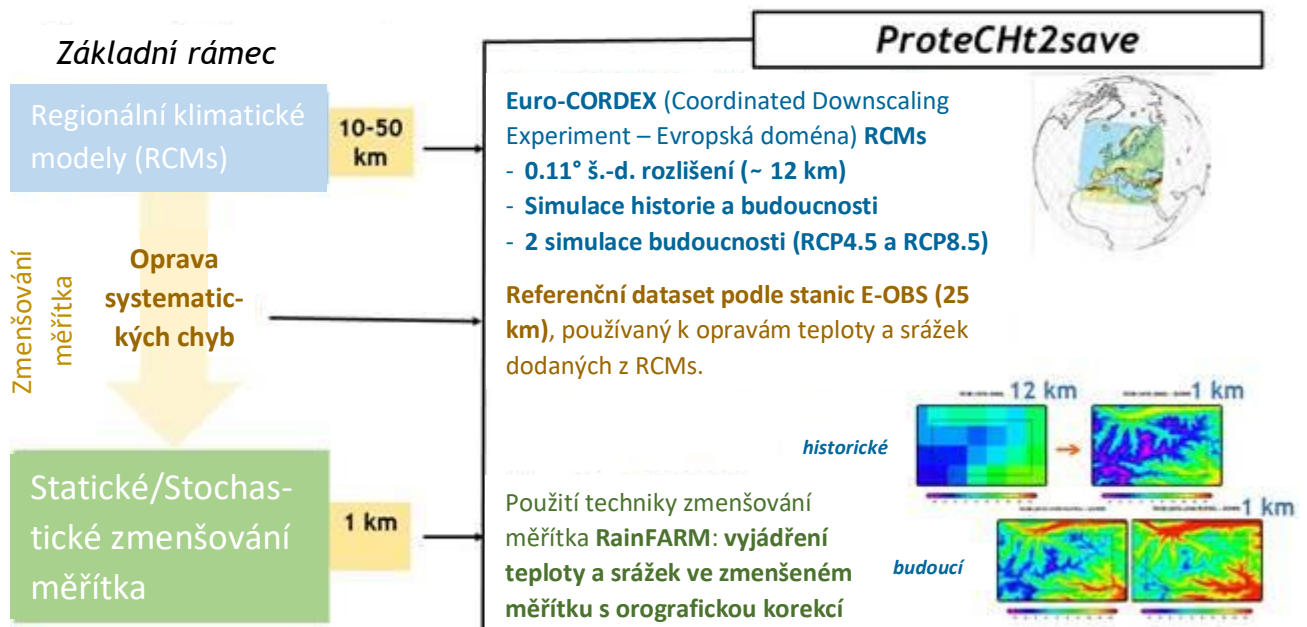 Základní rámec
ProteCHt2save
Regionální klimatické
modely (RCMs)
10-50
km
Euro-CORDEX (Coordinated Downscaling
Experiment – Evropská doména) RCMs
- 0.11° š.-d. rozlišení (~ 12 km)
- Simulace historie a budoucnosti
- 2 simulace budoucnosti (RCP4.5 a RCP8.5)
Zmenšování
měřítka
Oprava
systematic-
kých chyb
Referenční dataset podle stanic E-OBS (25
km), používaný k opravám teploty a srážek
dodaných z RCMs.
12 km
1 km
historické
Statické/Stochas-
tické zmenšování
měřítka
1 km
Použití techniky zmenšování
měřítka RainFARM: vyjádření
teploty a srážek ve zmenšeném
měřítku s orografickou korekcí
1 km
budoucí